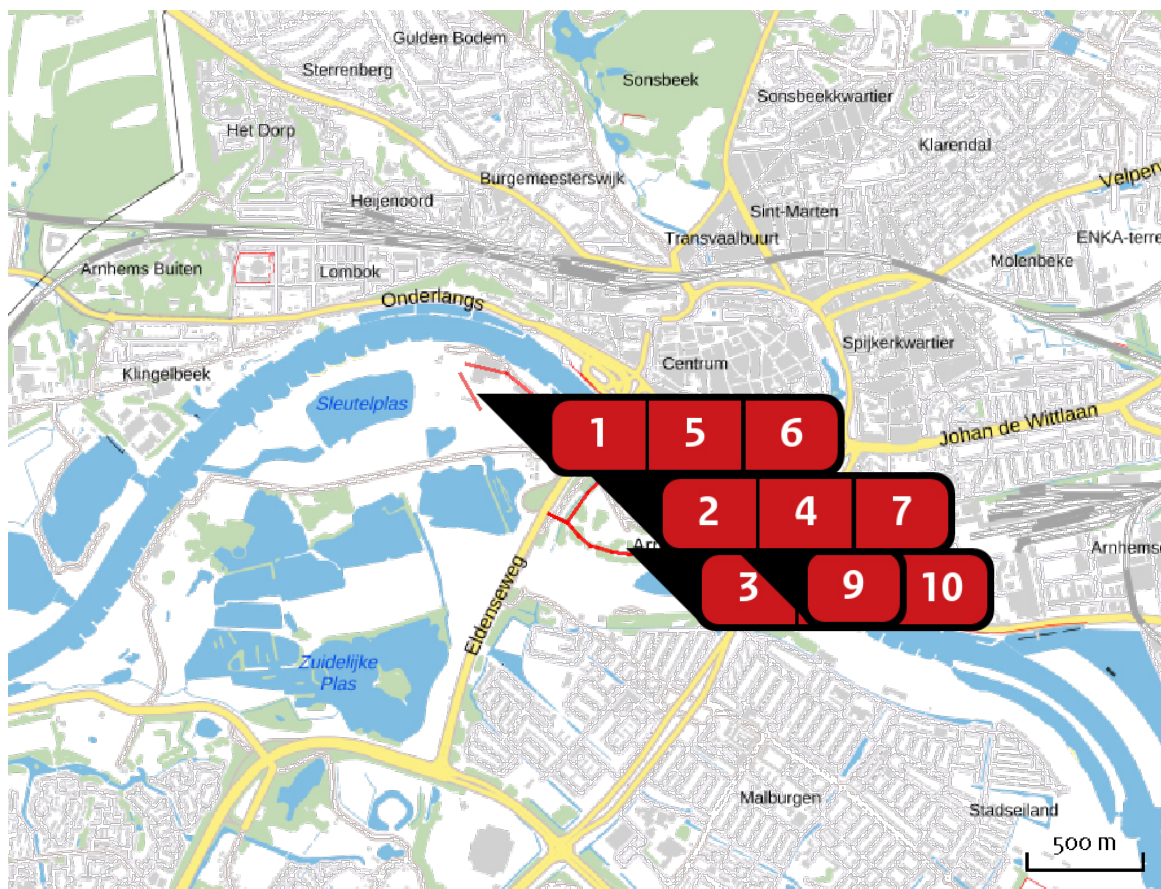 Gulden Bodem
Sterrenberg
Sonsbeek
Sonsbeekkwartier
Het Dorp
Klarendal
Burgemeesterswijk
Heijenoord
Sint-Marten
Transvaalbuurt
ENKA-terre
Arnhems Buiten
Lombok
Molenbeke
Onderlangs
Spijkerkwartier
Centrum
Klingelbeek
Sleutelplas
Johan de Wittlaan
1 5 6
2 4 7
3 9 10
Eldenseweg
Zuidelijke
Plas
Malburgen
Stadseiland
500 m